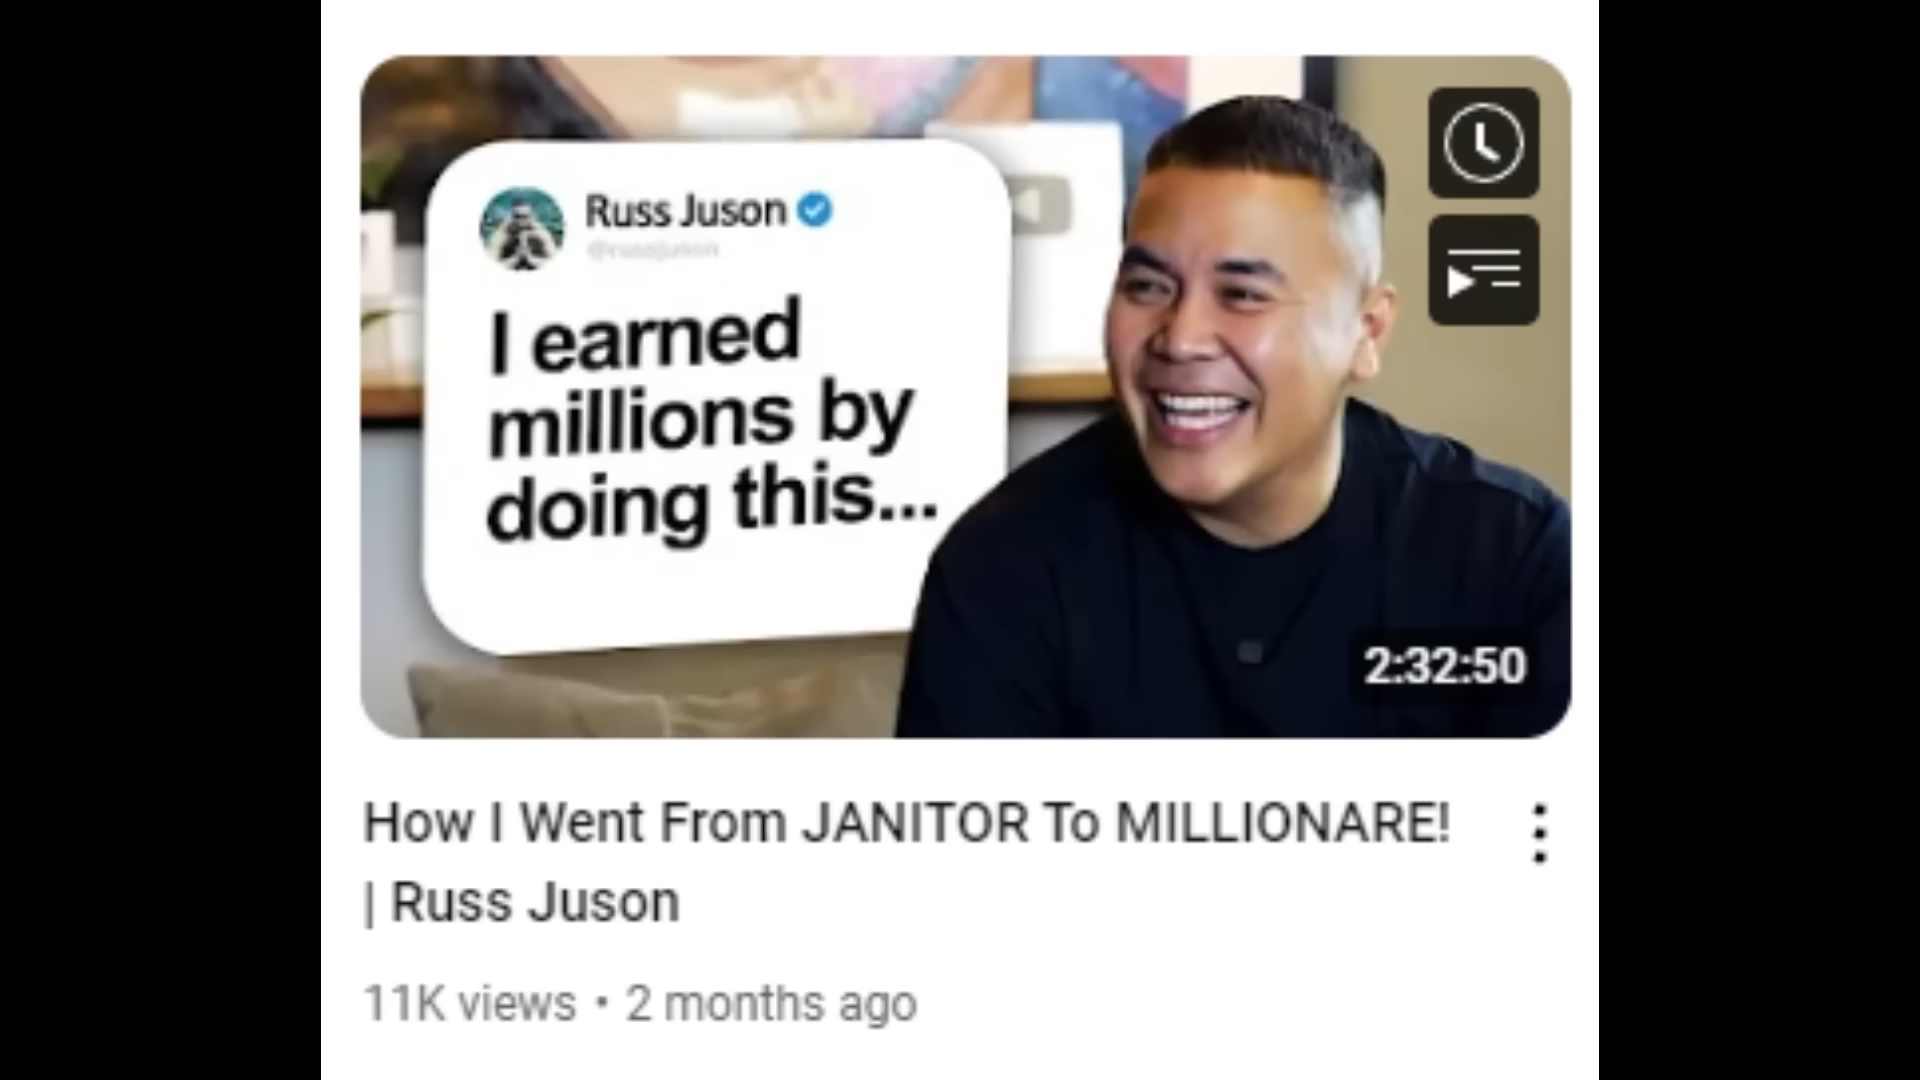 Russ Juson
@russjuson
I earned
millions by
doing this...
2:32:50
How I Went From JANITOR To MILLIONARE!
| Russ Juson
11K views • 2 months ago